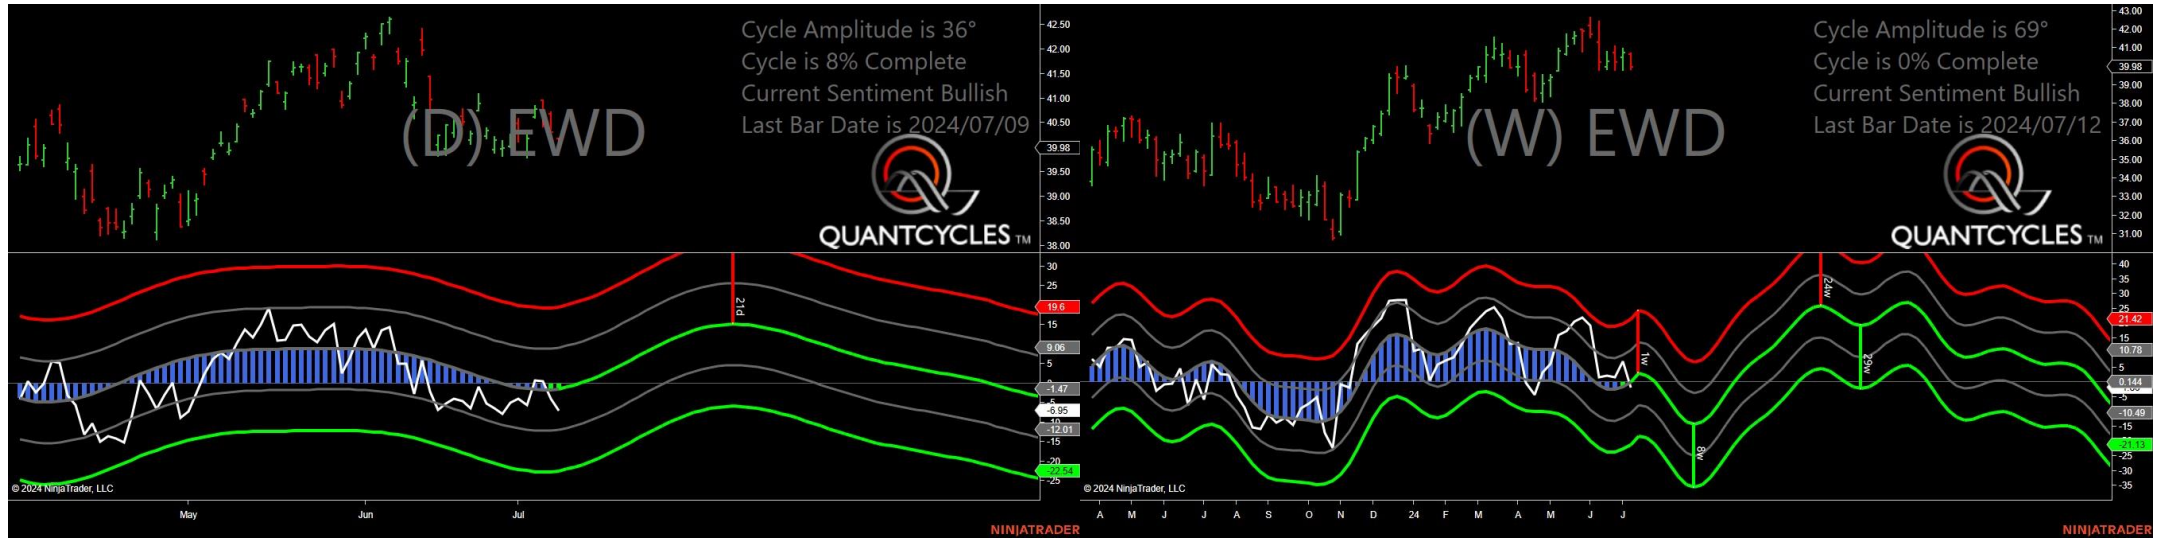 Cycle Amplitude is 36°
Cycle is 8% Complete
Current Sentiment Bullish
Last Bar Date is 2024/07/09
(D) EWD
QUANTCYCLES TM
42.50
42.00
41.50
41.00
40.50
39.98
39.50
39.00
38.50
38.00
21d
30
25
19.6
15
9.06
5
-1.47
-5
-6.95
-12.01
-15
-20
-22.54
-25
© 2024 NinjaTrader, LLC
May Jun Jul
NINJATRADER
Cycle Amplitude is 69°
Cycle is 0% Complete
Current Sentiment Bullish
Last Bar Date is 2024/07/12
(W) EWD
QUANTCYCLES TM
43.00
42.00
41.00
39.98
39.00
38.00
37.00
36.00
35.00
34.00
33.00
32.00
31.00
1w
8w
24w
29w
40
35
30
25
21.42
10.78
5
0.144
-5
-10.49
-15
-21.13
-25
-30
-35
© 2024 NinjaTrader, LLC
A M J J A S O N D 24 M A M J J
NINJATRADER